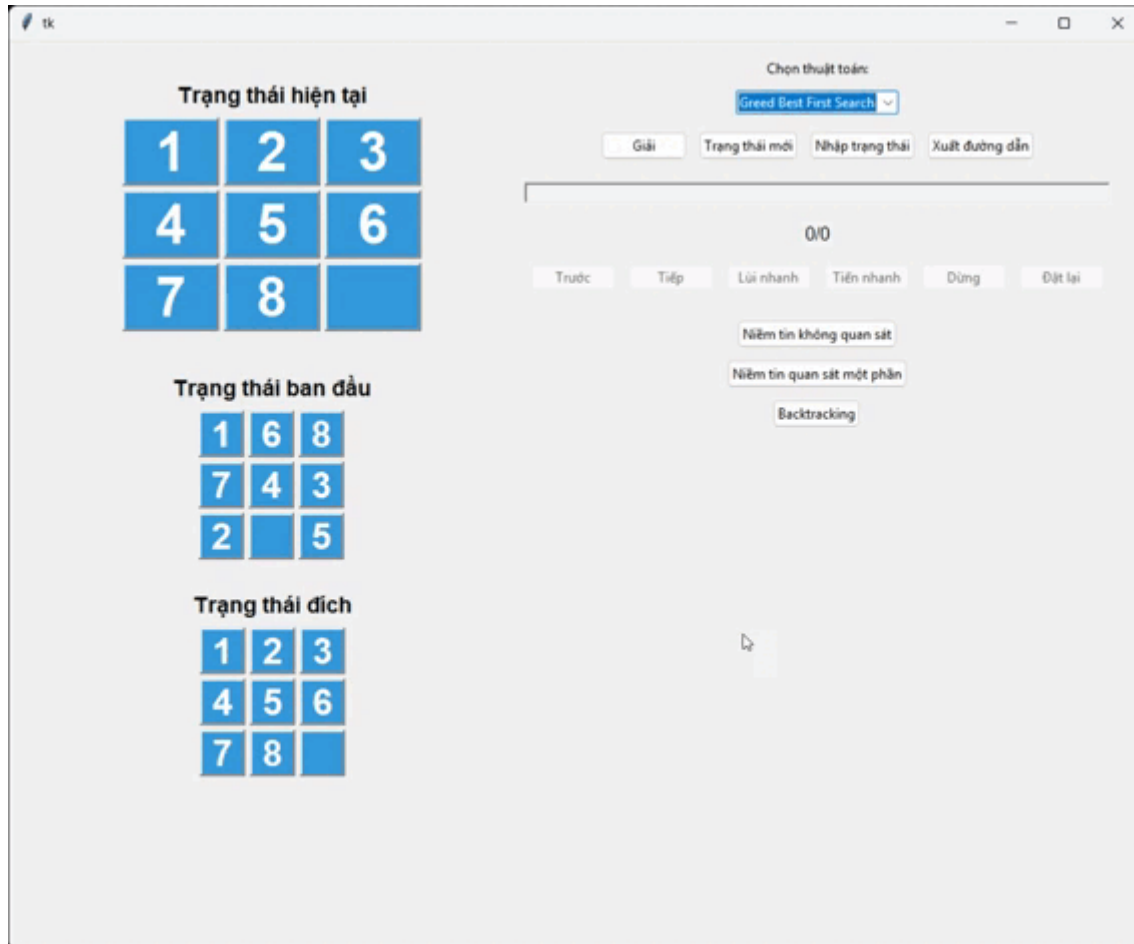 tk
Trạng thái hiện tại
1 2 3
4 5 6
7 8
Trạng thái ban đầu
1 6 8
7 4 3
2 5
Trạng thái đích
1 2 3
4 5 6
7 8
Chọn thuật toán:
Greed Best First Search
Giải Trạng thái mới Nhập trạng thái Xuất đường dẫn
0/0
Trước Tiếp Lùi nhanh Tiến nhanh Dừng Đặt lại
Niềm tin không quan sát
Niềm tin quan sát một phần
Backtracking